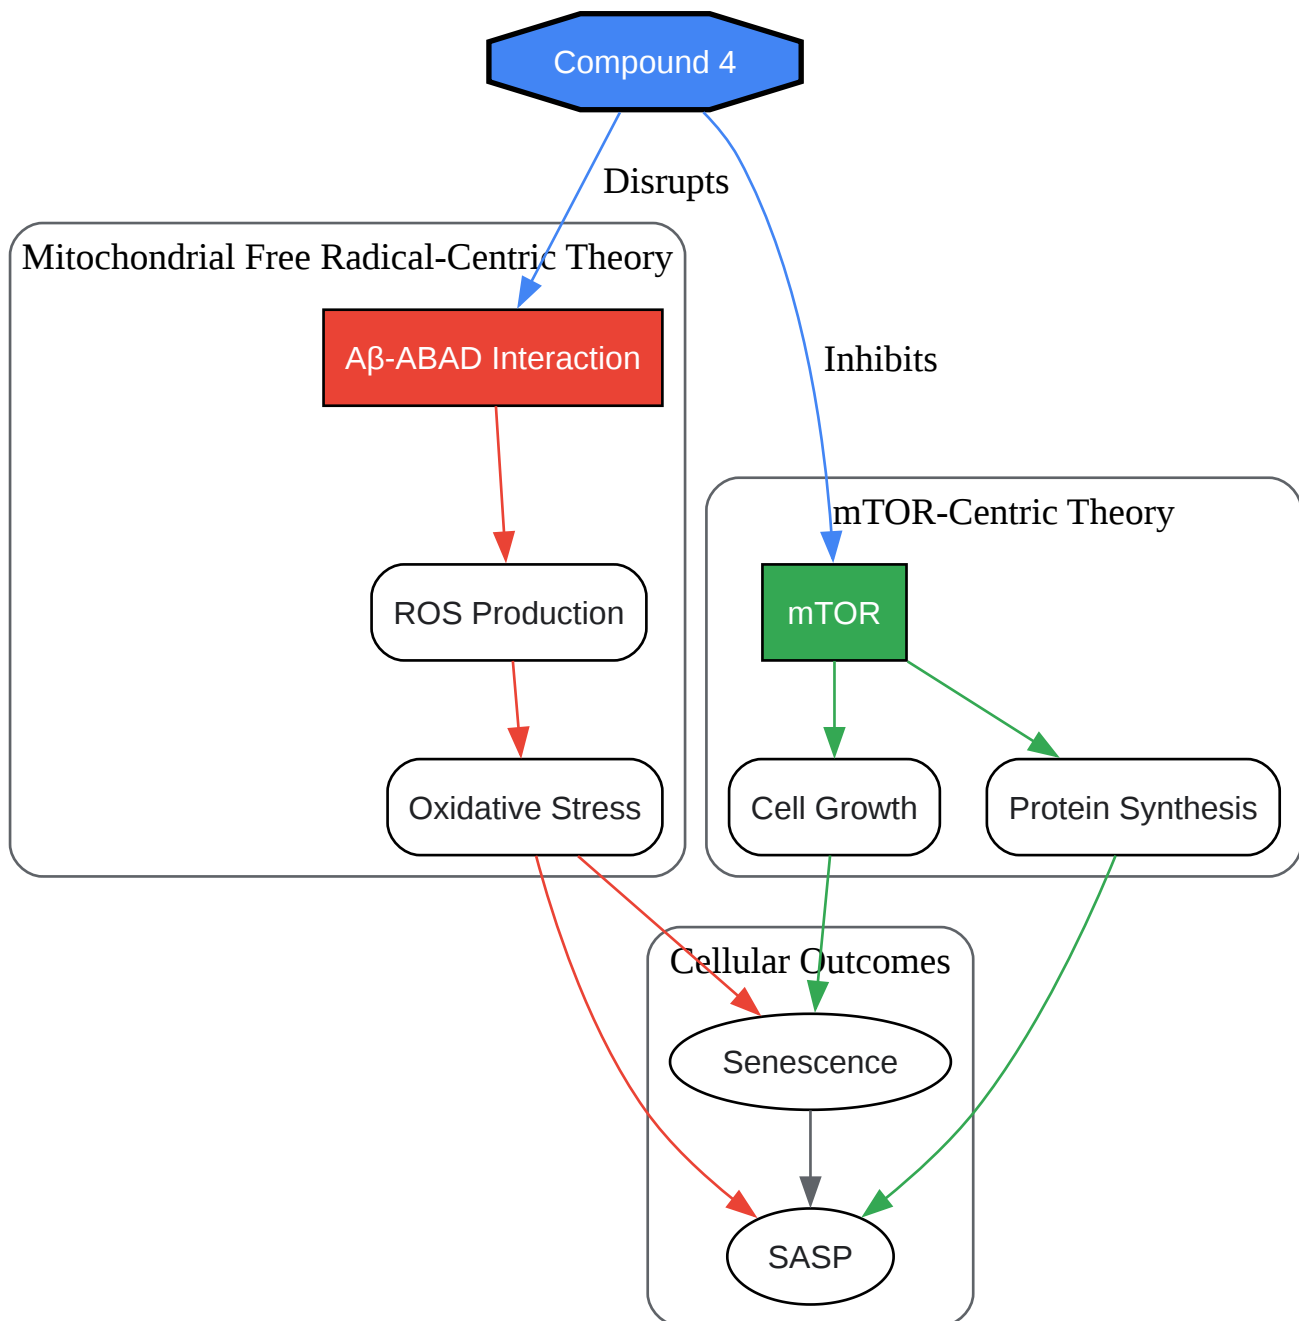 Compound 4
Disrupts
Mitochondrial Free Radical-Centric Theory
Aβ-ABAD Interaction
Inhibits
mTOR-Centric Theory
ROS Production
mTOR
Oxidative Stress
Cell Growth
Protein Synthesis
Cellular Outcomes
Senescence
SASP